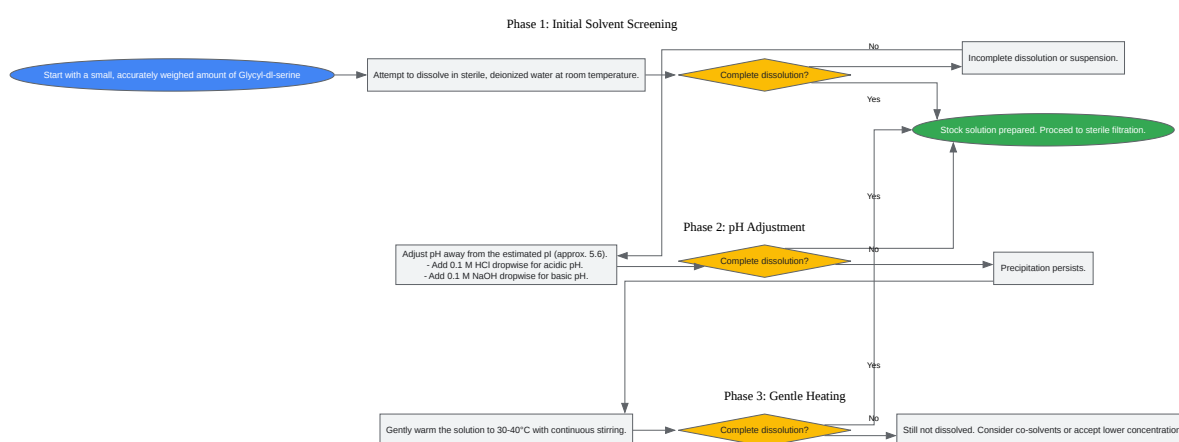 Phase 1: Initial Solvent Screening
No
Start with a small, accurately weighed amount of Glycyl-dl-serine
Attempt to dissolve in sterile, deionized water at room temperature.
Complete dissolution?
Incomplete dissolution or suspension.
Yes
Stock solution prepared. Proceed to sterile filtration.
Yes
Phase 2: pH Adjustment
No
Adjust pH away from the estimated pI (approx. 5.6).
- Add 0.1 M HCl dropwise for acidic pH.
- Add 0.1 M NaOH dropwise for basic pH.
Complete dissolution?
Precipitation persists.
Yes
Phase 3: Gentle Heating
No
Gently warm the solution to 30-40°C with continuous stirring.
Complete dissolution?
Still not dissolved. Consider co-solvents or accept lower concentration